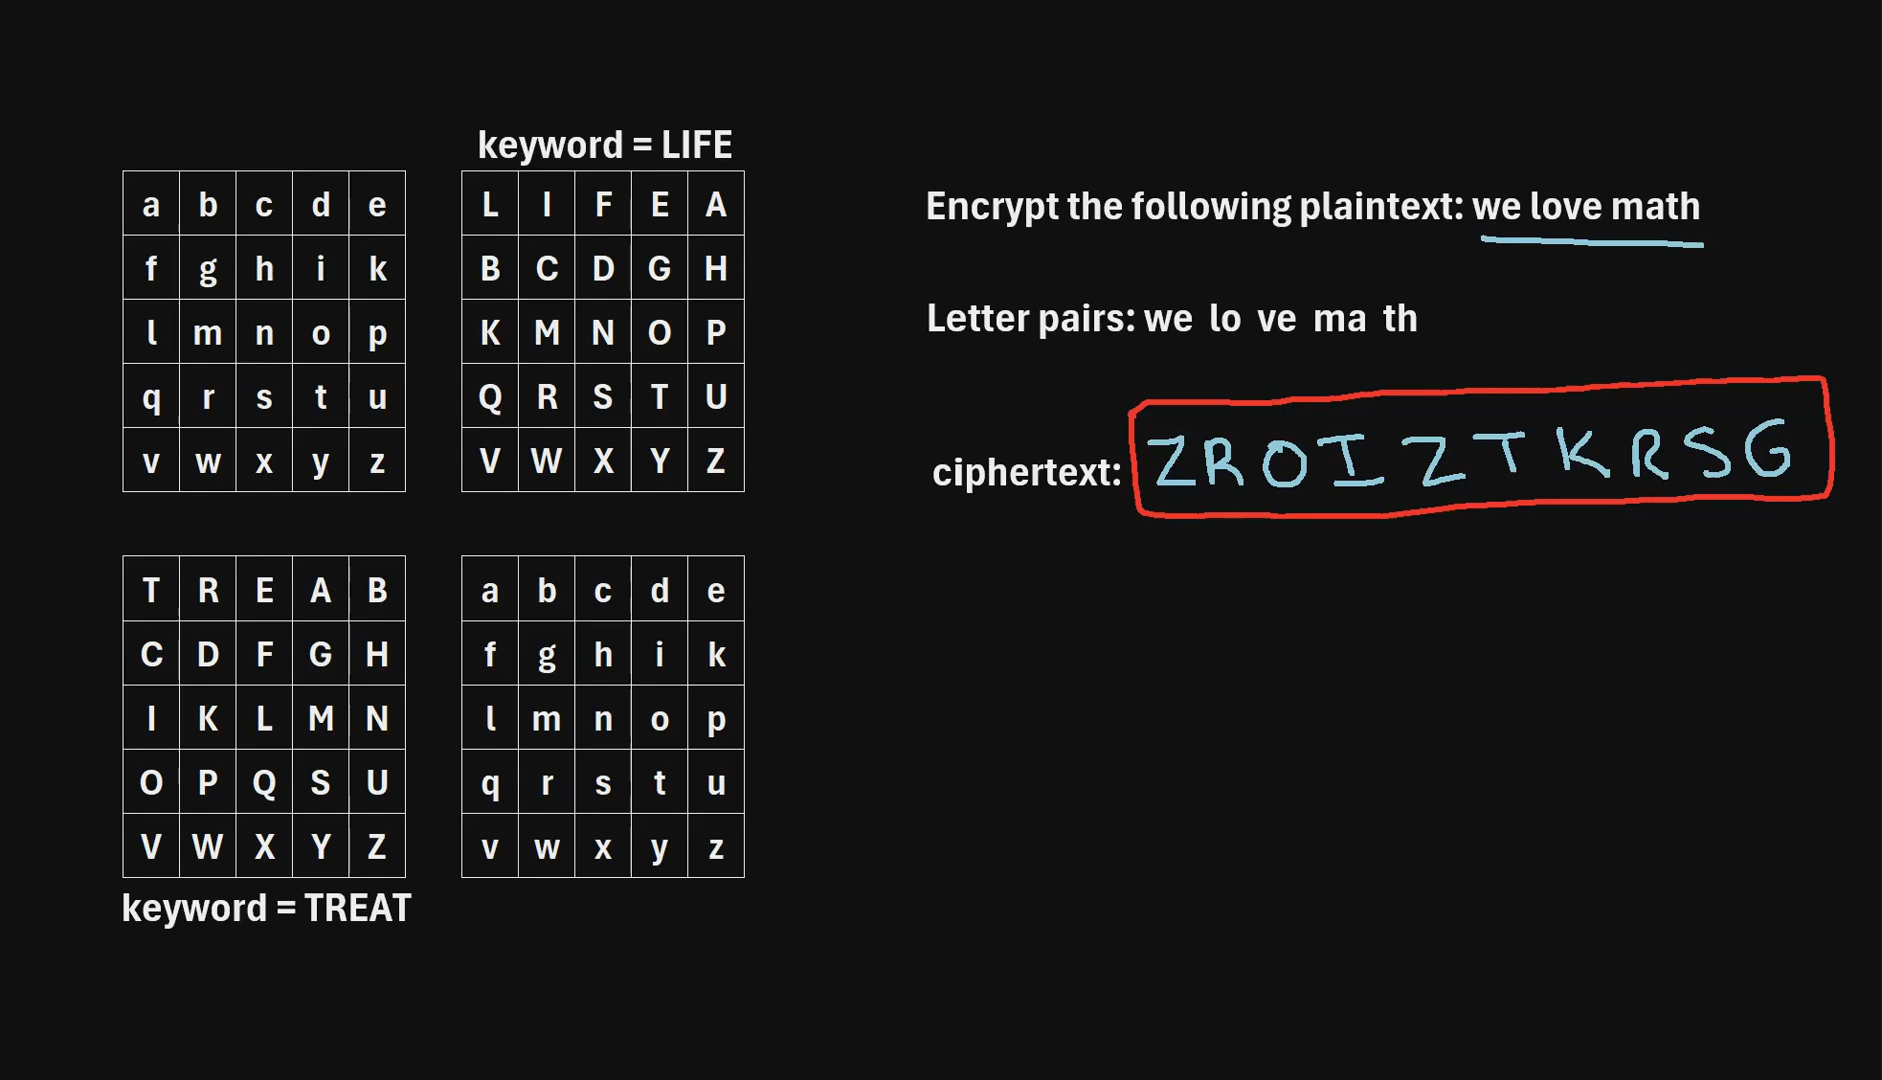 keyword = LIFE
a b c d e
f g h i k
l m n o p
q r s t u
v w x y z
L I F E A
B C D G H
K M N O P
Q R S T U
V W X Y Z
T R E A B
C D F G H
I K L M N
O P Q S U
V W X Y Z
keyword = TREAT
a b c d e
f g h i k
l m n o p
q r s t u
v w x y z
Encrypt the following plaintext: we love math
Letter pairs: we lo ve ma th
ciphertext: ZROIZTKRSG